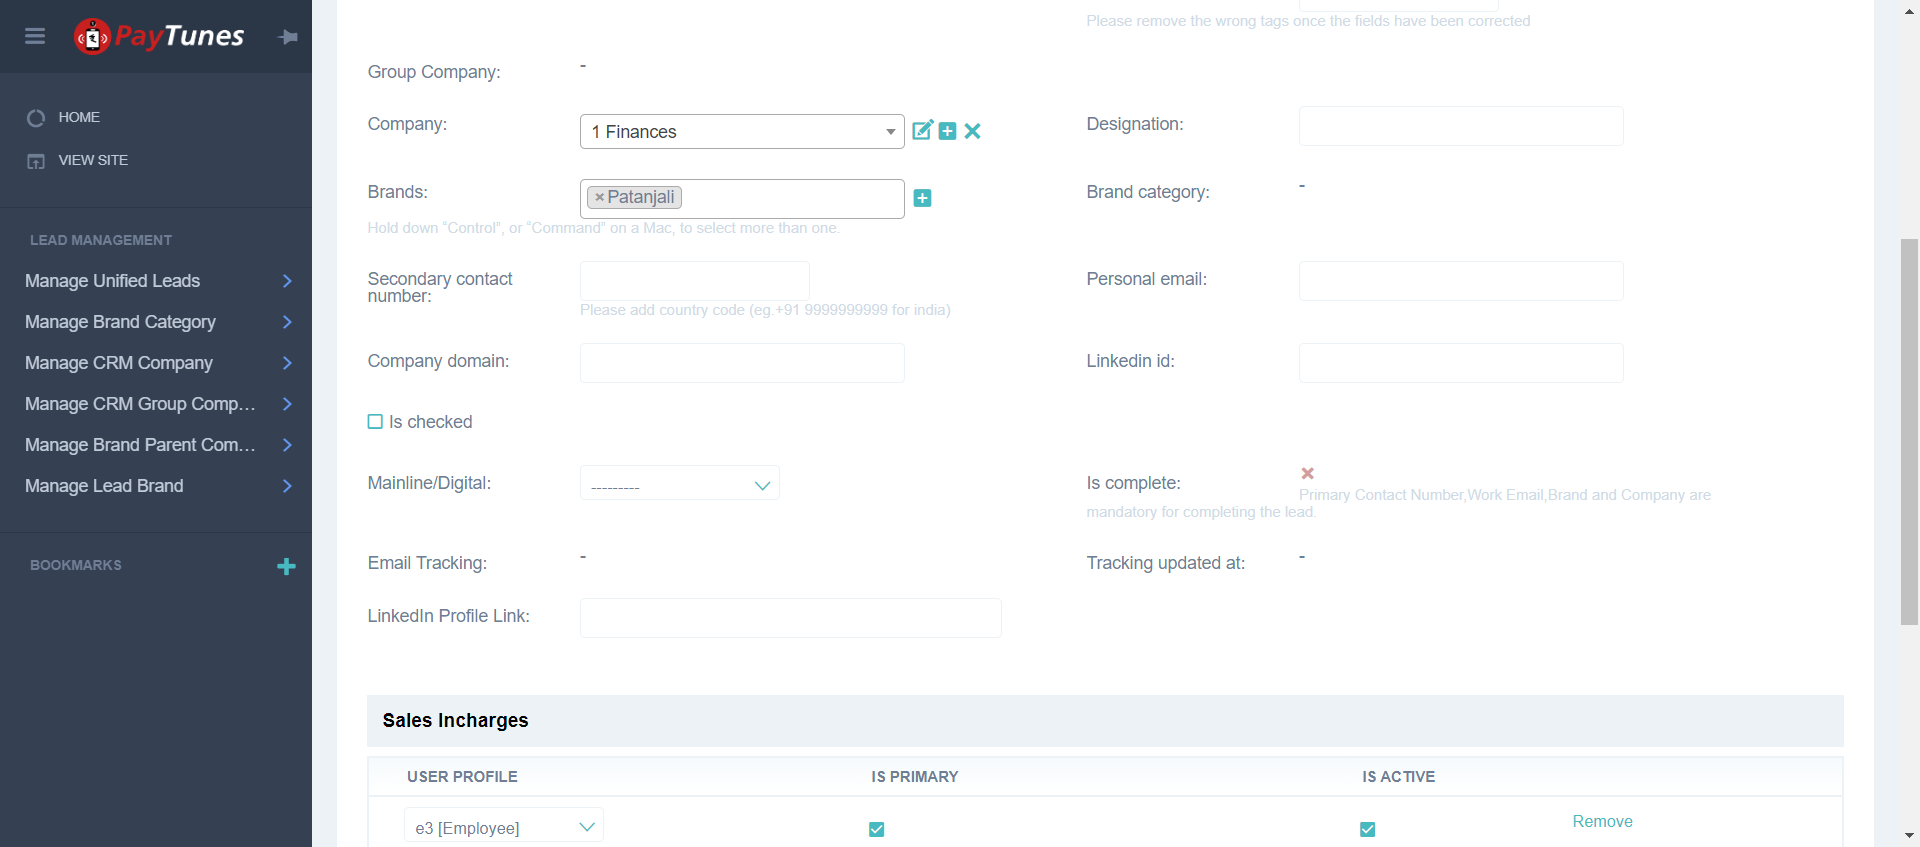 PayTunes
HOME
VIEW SITE
LEAD MANAGEMENT
Manage Unified Leads
Manage Brand Category
Manage CRM Company
Manage CRM Group Comp...
Manage Brand Parent Com...
Manage Lead Brand
BOOKMARKS
Please remove the wrong tags once the fields have been corrected
Group Company: -
Company: 1 Finances
Designation:
Brands: ×Patanjali
Brand category: -
Hold down “Control”, or “Command” on a Mac, to select more than one.
Secondary contact
number:
Please add country code (eg.+91 9999999999 for india)
Personal email:
Company domain:
Linkedin id:
Is checked
Mainline/Digital: ---------
Is complete:
Primary Contact Number,Work Email,Brand and Company are
mandatory for completing the lead.
Email Tracking: -
Tracking updated at: -
LinkedIn Profile Link:
Sales Incharges
USER PROFILE IS PRIMARY IS ACTIVE
e3 [Employee] Remove